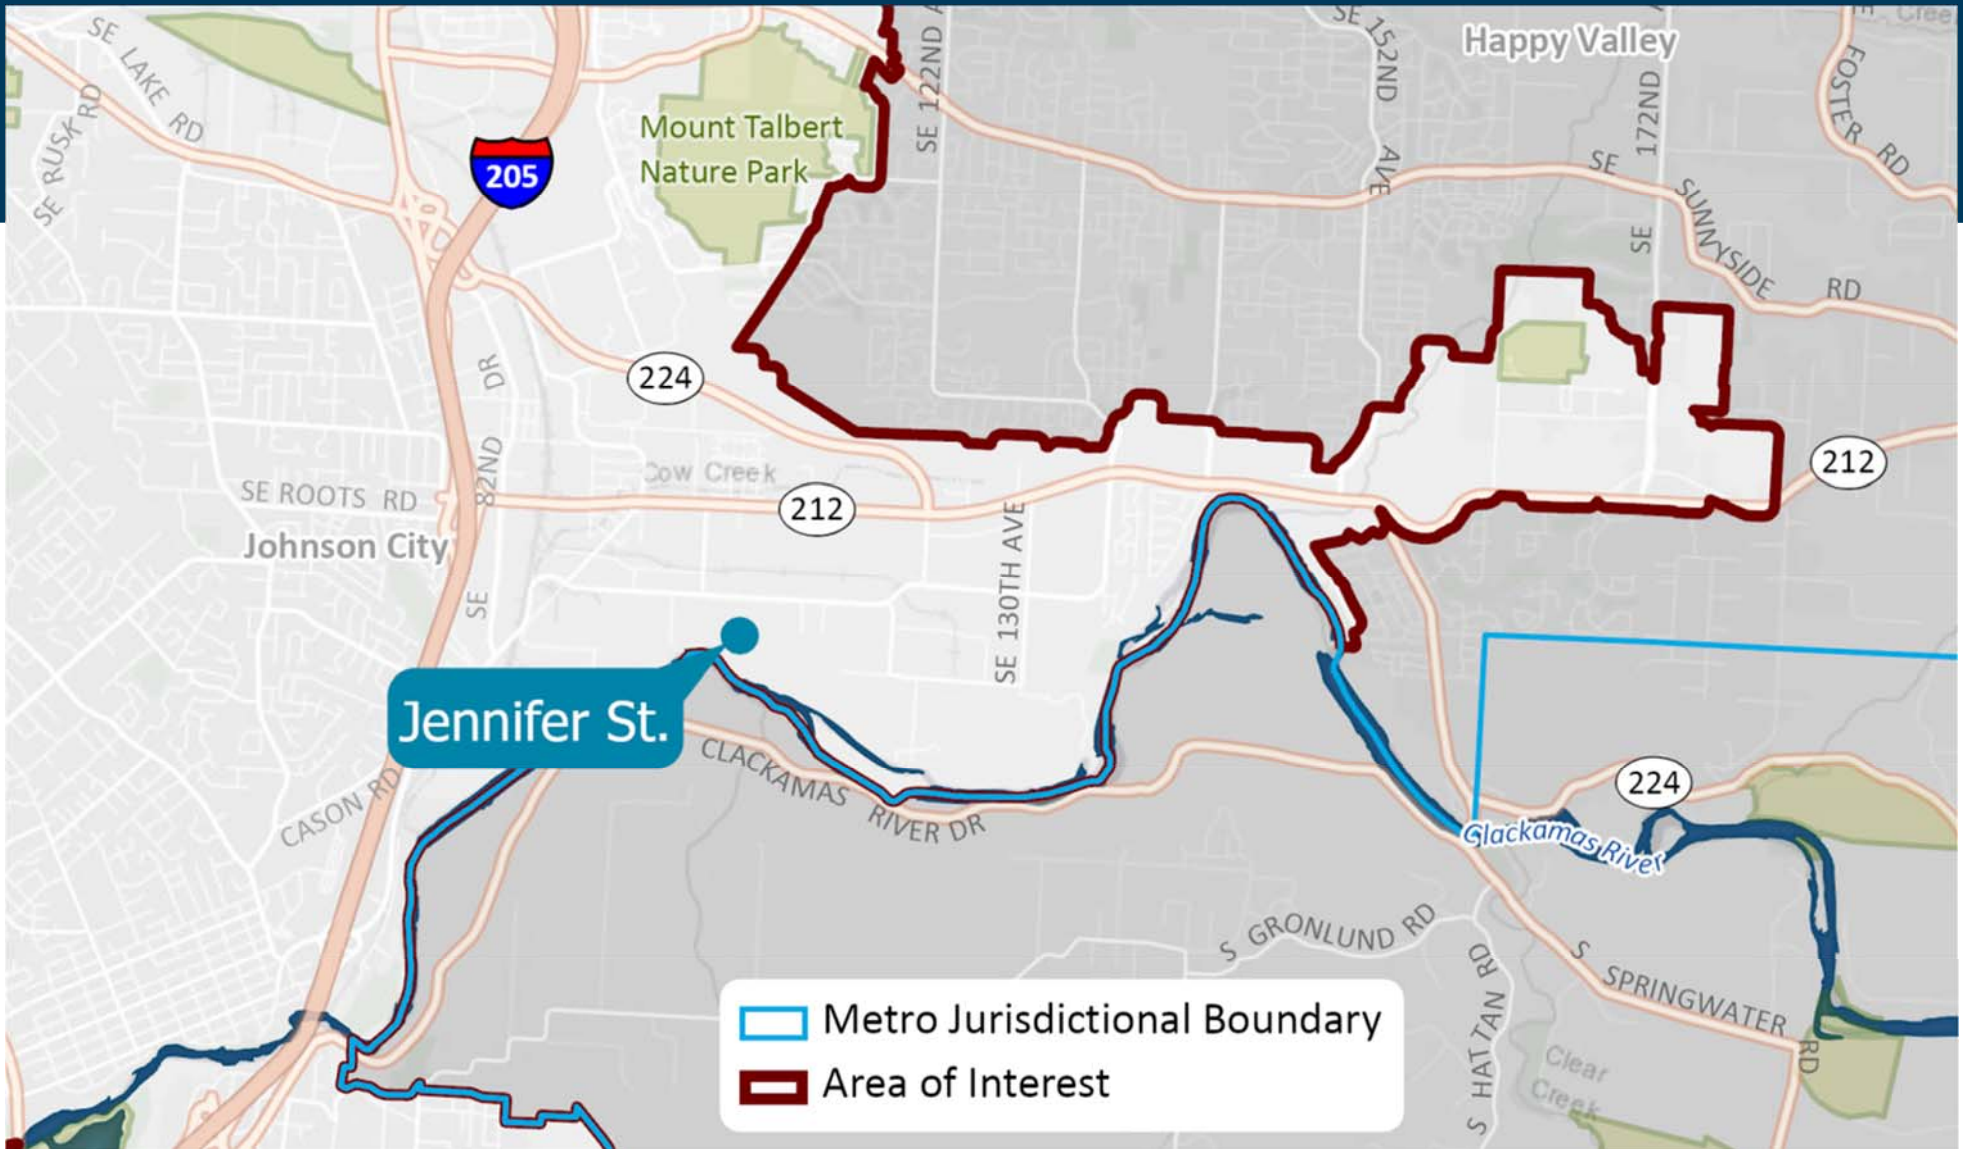 SE LAKE RD
SE RUSK RD
205
Mount Talbert
Nature Park
SE 122ND
SE 152ND AVE
Happy Valley
SE 172ND
FOSTER RD
SE SUNNYSIDE RD
224
SE 82ND DR
Cow Creek
212
212
SE ROOTS RD
Johnson City
SE 130TH AVE
Jennifer St.
CLACKAMAS RIVER DR
CASON RD
224
Clackamas River
S GRONLUND RD
S HATTAN RD
S SPRINGWATER RD
Clear
Creek
Metro Jurisdictional Boundary
Area of Interest